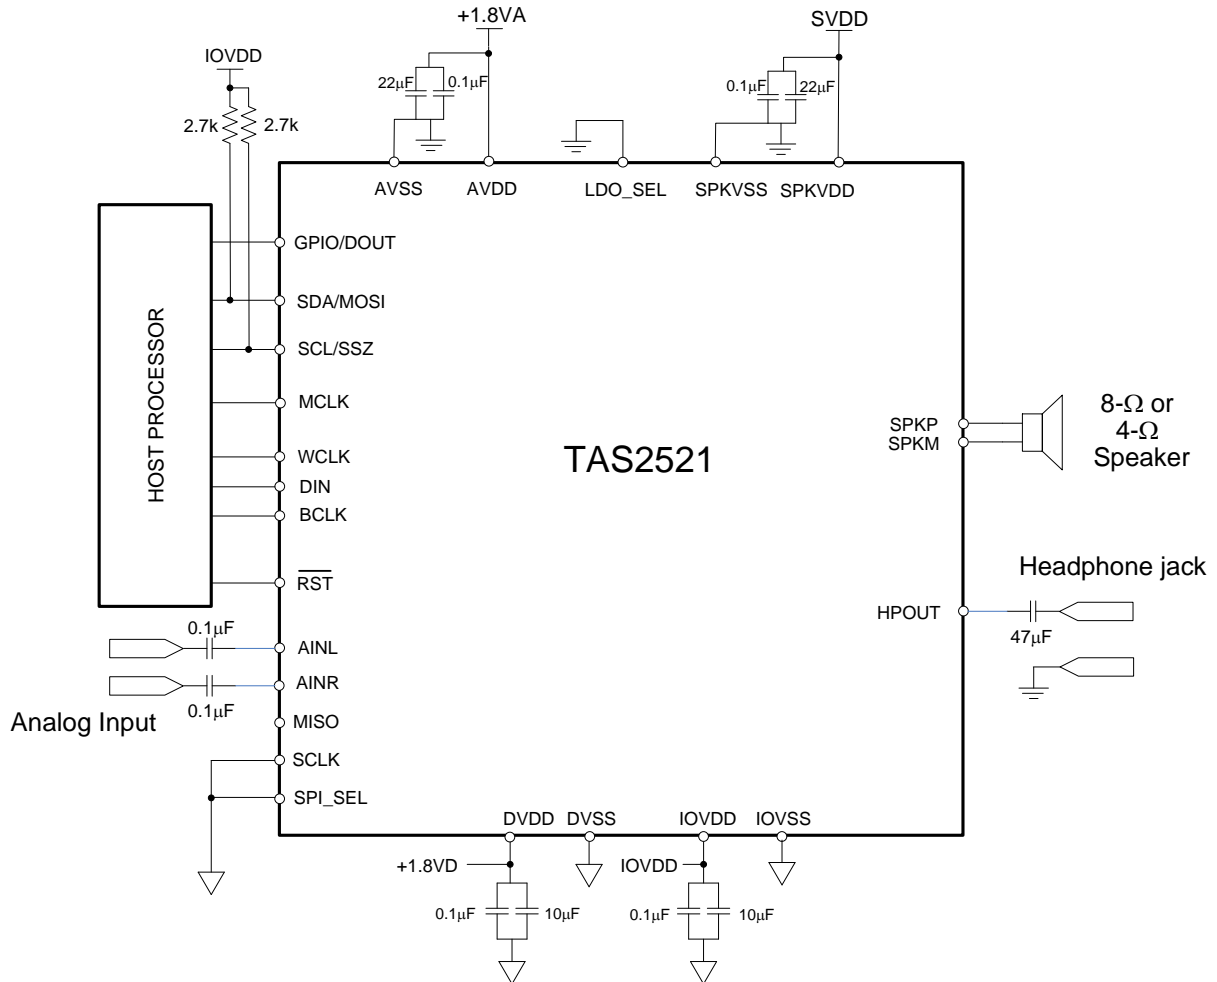 +1.8VA
SVDD
IOVDD
22µF
0.1µF
0.1µF
22µF
2.7k
2.7k
AVSS
AVDD
LDO_SEL
SPKVSS
SPKVDD
HOST PROCESSOR
GPIO/DOUT
SDA/MOSI
SCL/SSZ
MCLK
WCLK
DIN
BCLK
RST
TAS2521
SPKP
SPKM
8-Ω or
4-Ω
Speaker
Headphone jack
HPOUT
47µF
0.1µF
AINL
AINR
0.1µF
Analog Input
MISO
SCLK
SPI_SEL
DVDD
DVSS
IOVDD
IOVSS
+1.8VD
IOVDD
0.1µF
10µF
0.1µF
10µF